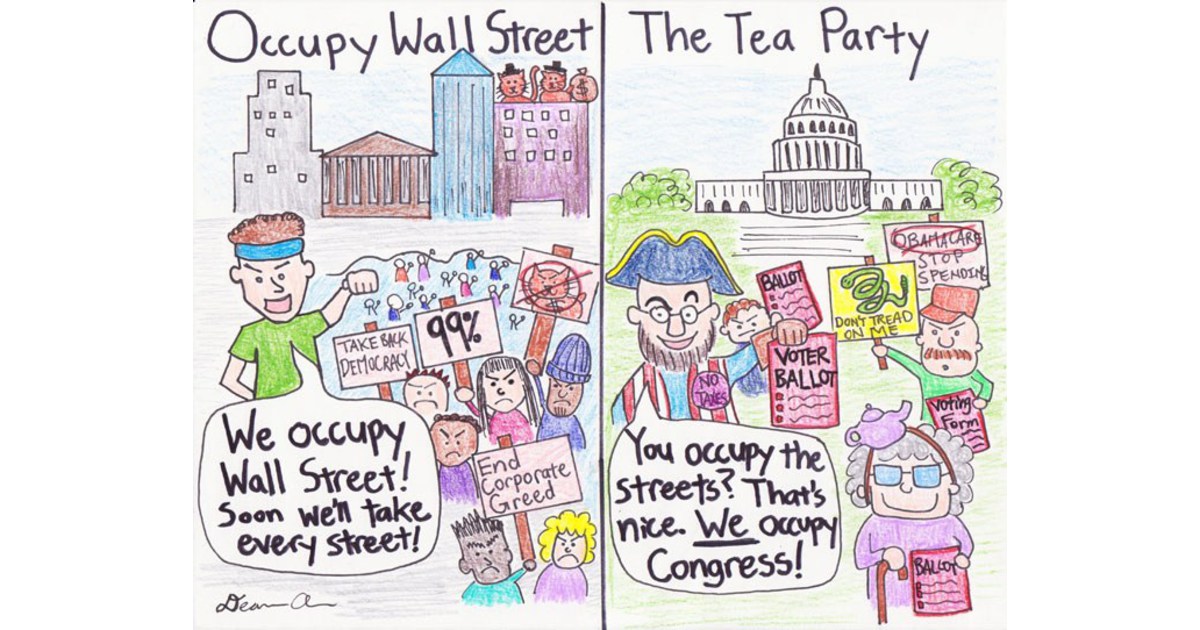 Occupy Wall Street
$
TAKE BACK
DEMOCRACY
99%
We occupy
Wall Street!
Soon we'll take
every street!
End
Corporate
Greed
The Tea Party
OBAMACARE
STOP
SPENDING
BALLOT
DON'T TREAD
ON ME
VOTER
BALLOT
NO
TAXES
Voting
Form
You occupy the
streets? That's
nice. We occupy
Congress!
BALLOT